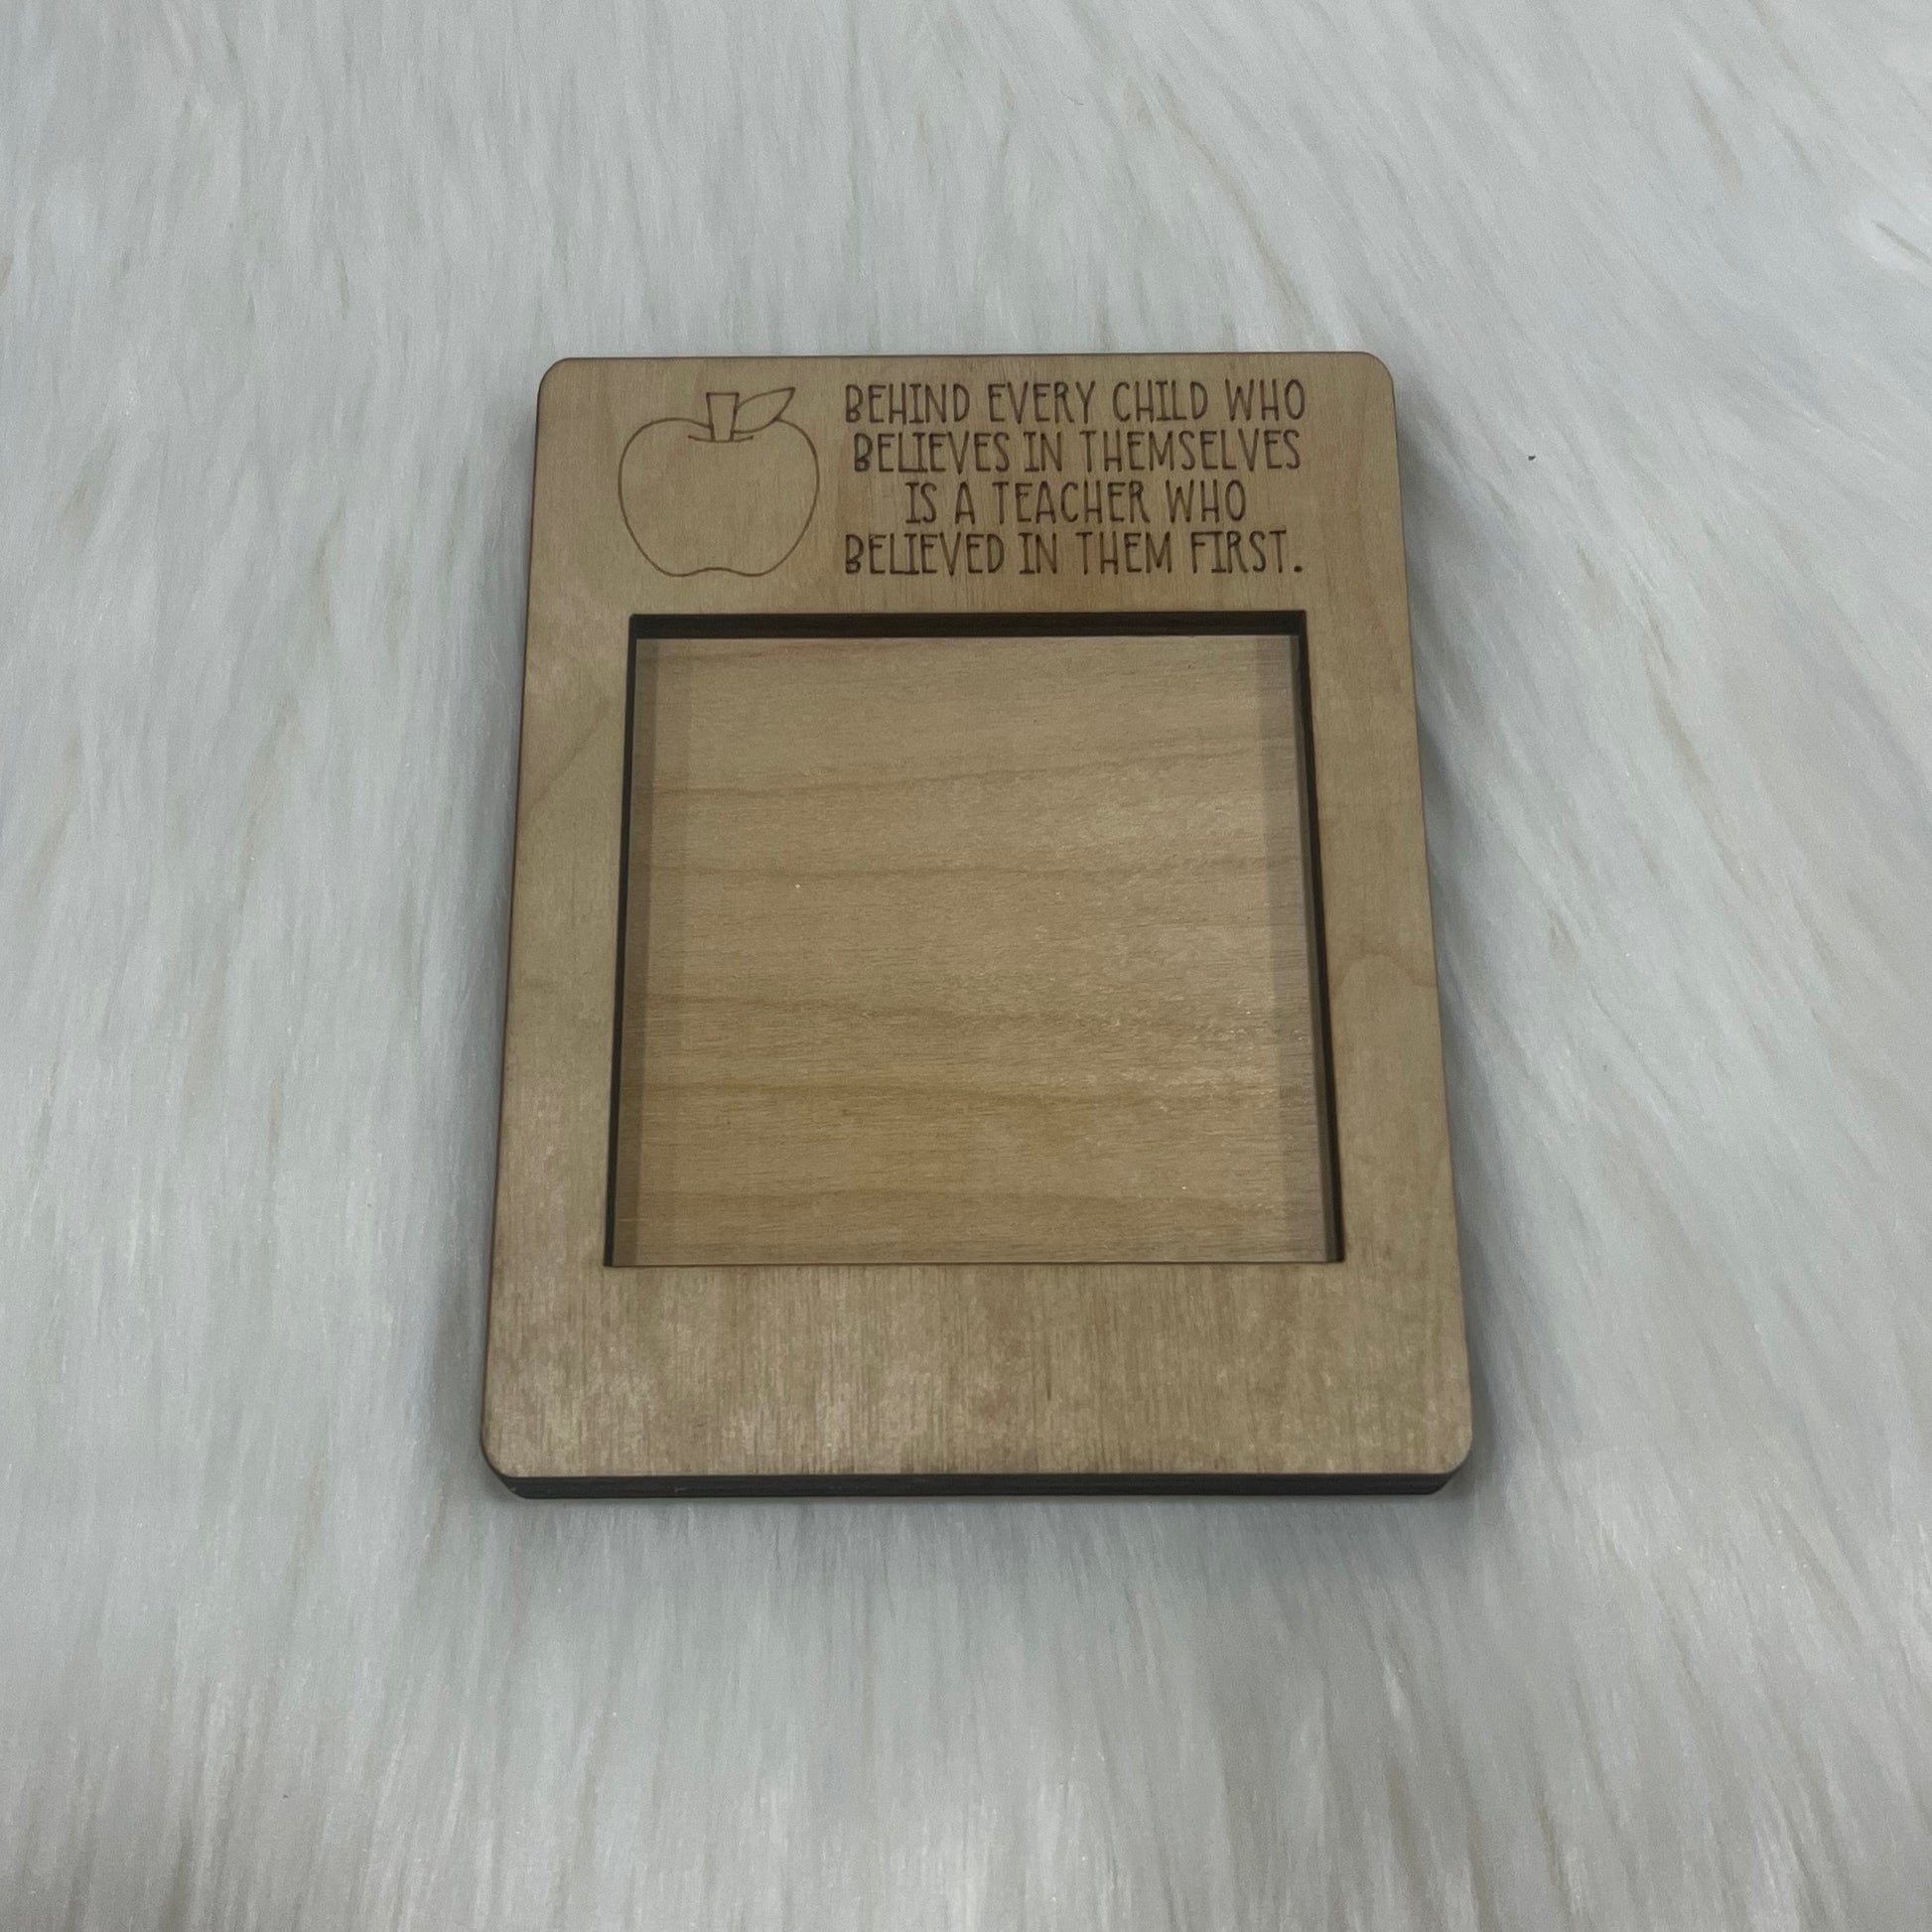 BEHIND EVERY CHILD WHO
BELIEVES IN THEMSELVES
IS A TEACHER WHO
BELIEVED IN THEM FIRST.